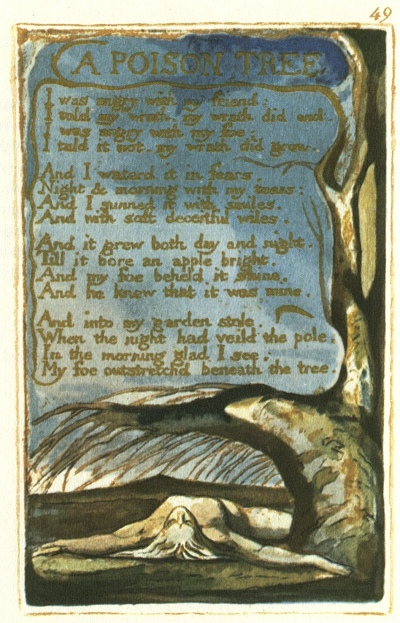 49
A POISON TREE
I was angry with my friend.
I told my wrath, my wrath did end.
I was angry with my foe:
I told it not, my wrath did grow.
And I waterd it in fears,
Night & morning with my tears:
And I sunned it with smiles,
And with soft deceitful wiles.
And it grew both day and night.
Till it bore an apple bright.
And my foe beheld it shine.
And he knew that it was mine.
And into my garden stole.
When the night had veild the pole;
In the morning glad I see;
My foe outstretchd beneath the tree.